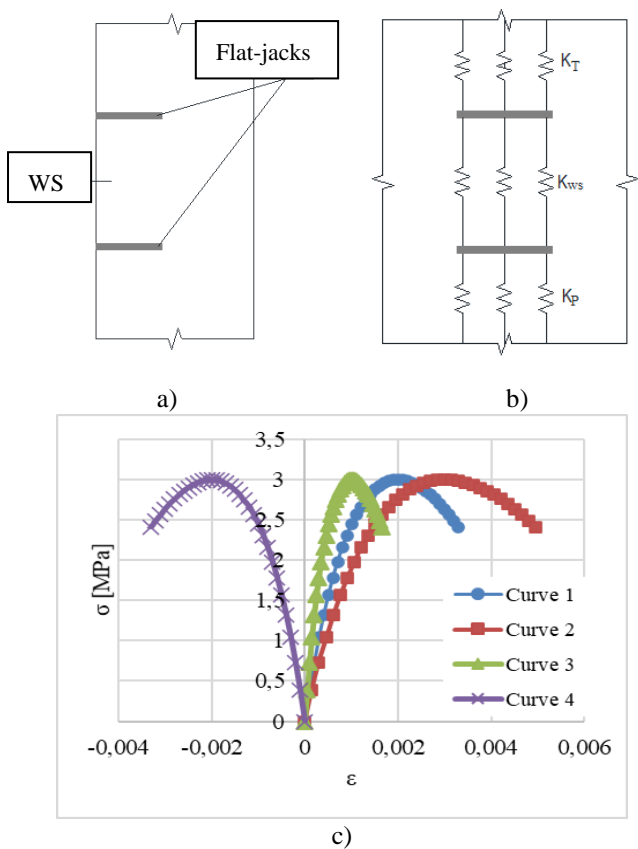 Flat-jacks
WS
K_T
K_ws
K_P
a)
b)
3,5
3
2,5
2
1,5
1
0,5
0
σ [MPa]
Curve 1
Curve 2
Curve 3
Curve 4
-0,004
-0,002
0
0,002
0,004
0,006
ε
c)